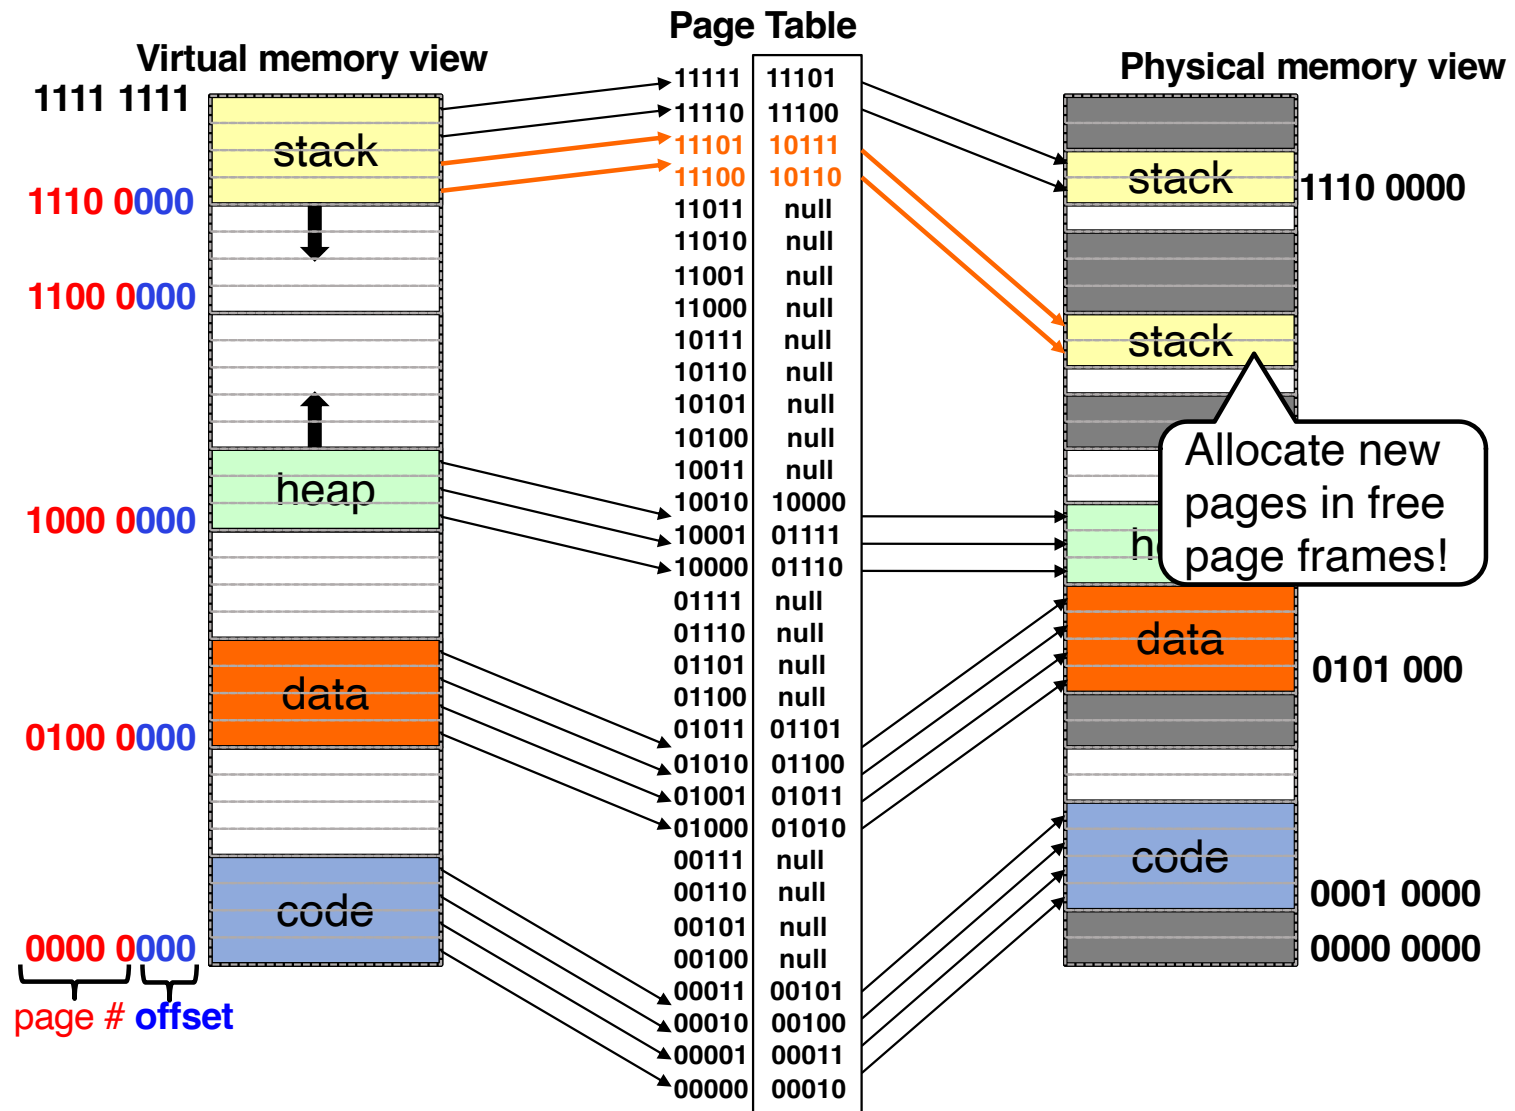 Page Table
Virtual memory view
Physical memory view
1111 1111
stack
1110 0000
1100 0000
heap
1000 0000
data
0100 0000
code
0000 0000
page # offset
11111 11101
11110 11100
11101 10111
11100 10110
11011 null
11010 null
11001 null
11000 null
10111 null
10110 null
10101 null
10100 null
10011 null
10010 10000
10001 01111
10000 01110
01111 null
01110 null
01101 null
01100 null
01011 01101
01010 01100
01001 01011
01000 01010
00111 null
00110 null
00101 null
00100 null
00011 00101
00010 00100
00001 00011
00000 00010
stack
1110 0000
stack
Allocate new
pages in free
page frames!
data
0101 000
code
0001 0000
0000 0000